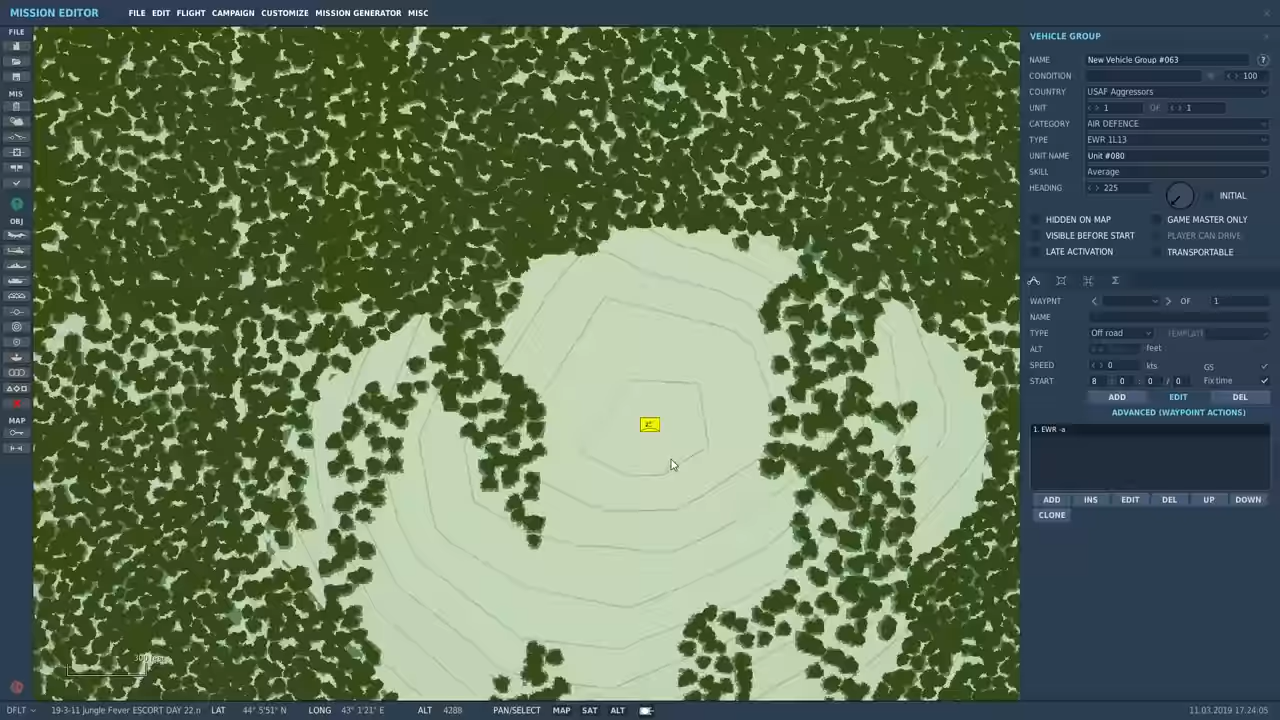 MISSION EDITOR FILE EDIT FLIGHT CAMPAIGN CUSTOMIZE MISSION GENERATOR MISC
FILE
MIS
OBJ
MAP
VEHICLE GROUP
NAME New Vehicle Group #063 ?
CONDITION % < > 100
COUNTRY USAF Aggressors
UNIT < > 1 OF < > 1
CATEGORY AIR DEFENCE
TYPE EWR 1L13
UNIT NAME Unit #080
SKILL Average
HEADING < > 225 INITIAL
HIDDEN ON MAP GAME MASTER ONLY
VISIBLE BEFORE START PLAYER CAN DRIVE
LATE ACTIVATION TRANSPORTABLE
WAYPNT < > OF 1
NAME
TYPE Off road TEMPLATE
ALT feet
SPEED < > 0 kts GS
START 8 : 0 : 0 / 0 Fix time
ADD EDIT DEL
ADVANCED (WAYPOINT ACTIONS)
1. EWR -a
ADD INS EDIT DEL UP DOWN
CLONE
DFLT 19-3-11 Jungle Fever ESCORT DAY 22.n LAT 44° 5'51" N LONG 43° 1'21" E ALT 4288 PAN/SELECT MAP SAT ALT 11.03.2019 17:24:05